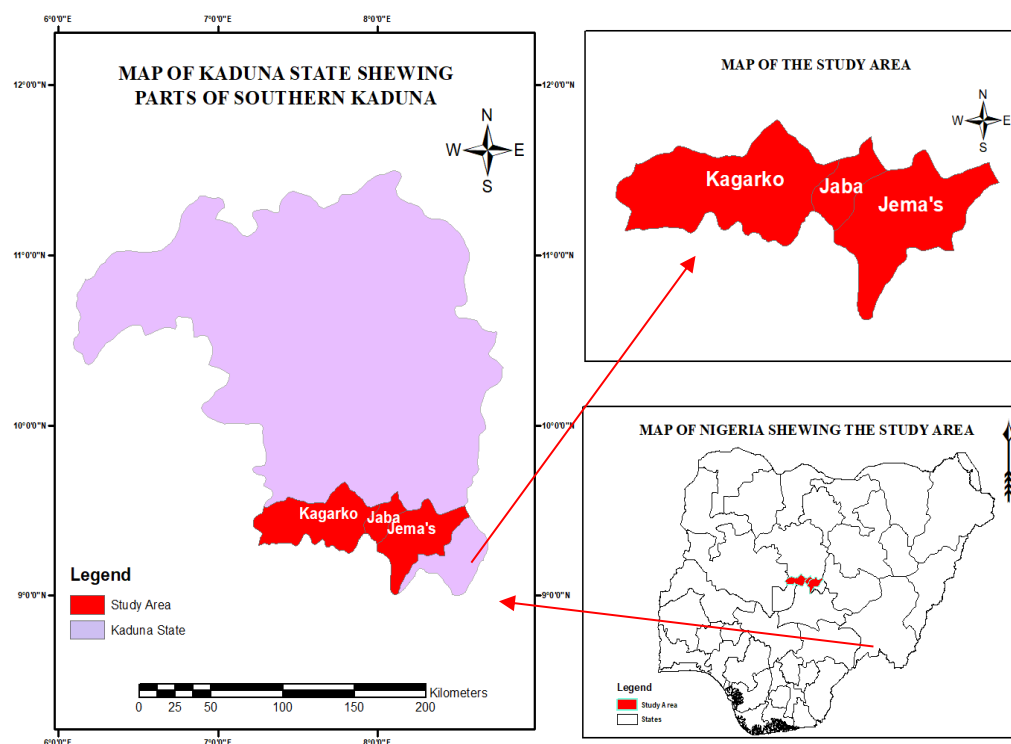 6°0'0"E
7°0'0"E
8°0'0"E
MAP OF KADUNA STATE SHEWING
PARTS OF SOUTHERN KADUNA
N
W
E
S
12°0'0"N
12°0'0"N
11°0'0"N
11°0'0"N
10°0'0"N
10°0'0"N
9°0'0"N
9°0'0"N
Kagarko
Jaba
Jema's
Legend
Study Area
Kaduna State
Kilometers
0 25 50 100 150 200
6°0'0"E
7°0'0"E
8°0'0"E
MAP OF THE STUDY AREA
N
W
E
S
Kagarko
Jaba
Jema's
MAP OF NIGERIA SHEWING THE STUDY AREA
Legend
Study Area
States